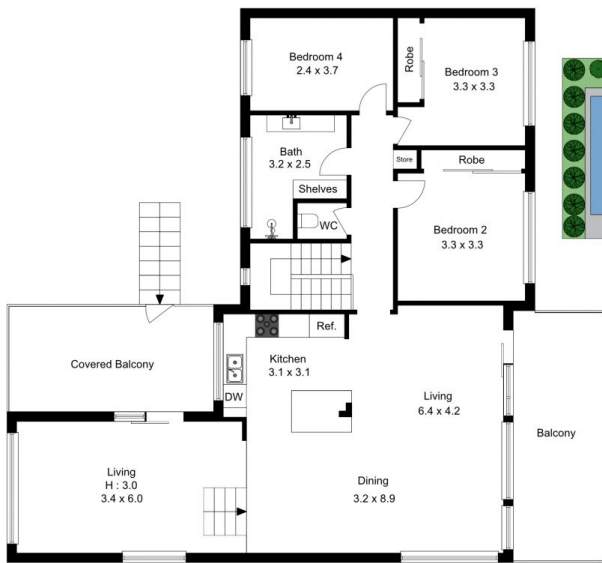 Bedroom 4
2.4 x 3.7
Robe
Bedroom 3
3.3 x 3.3
Bath
3.2 x 2.5
Shelves
WC
Store
Robe
Bedroom 2
3.3 x 3.3
Covered Balcony
Ref.
Kitchen
3.1 x 3.1
DW
Living
6.4 x 4.2
Balcony
Living
H : 3.0
3.4 x 6.0
Dining
3.2 x 8.9